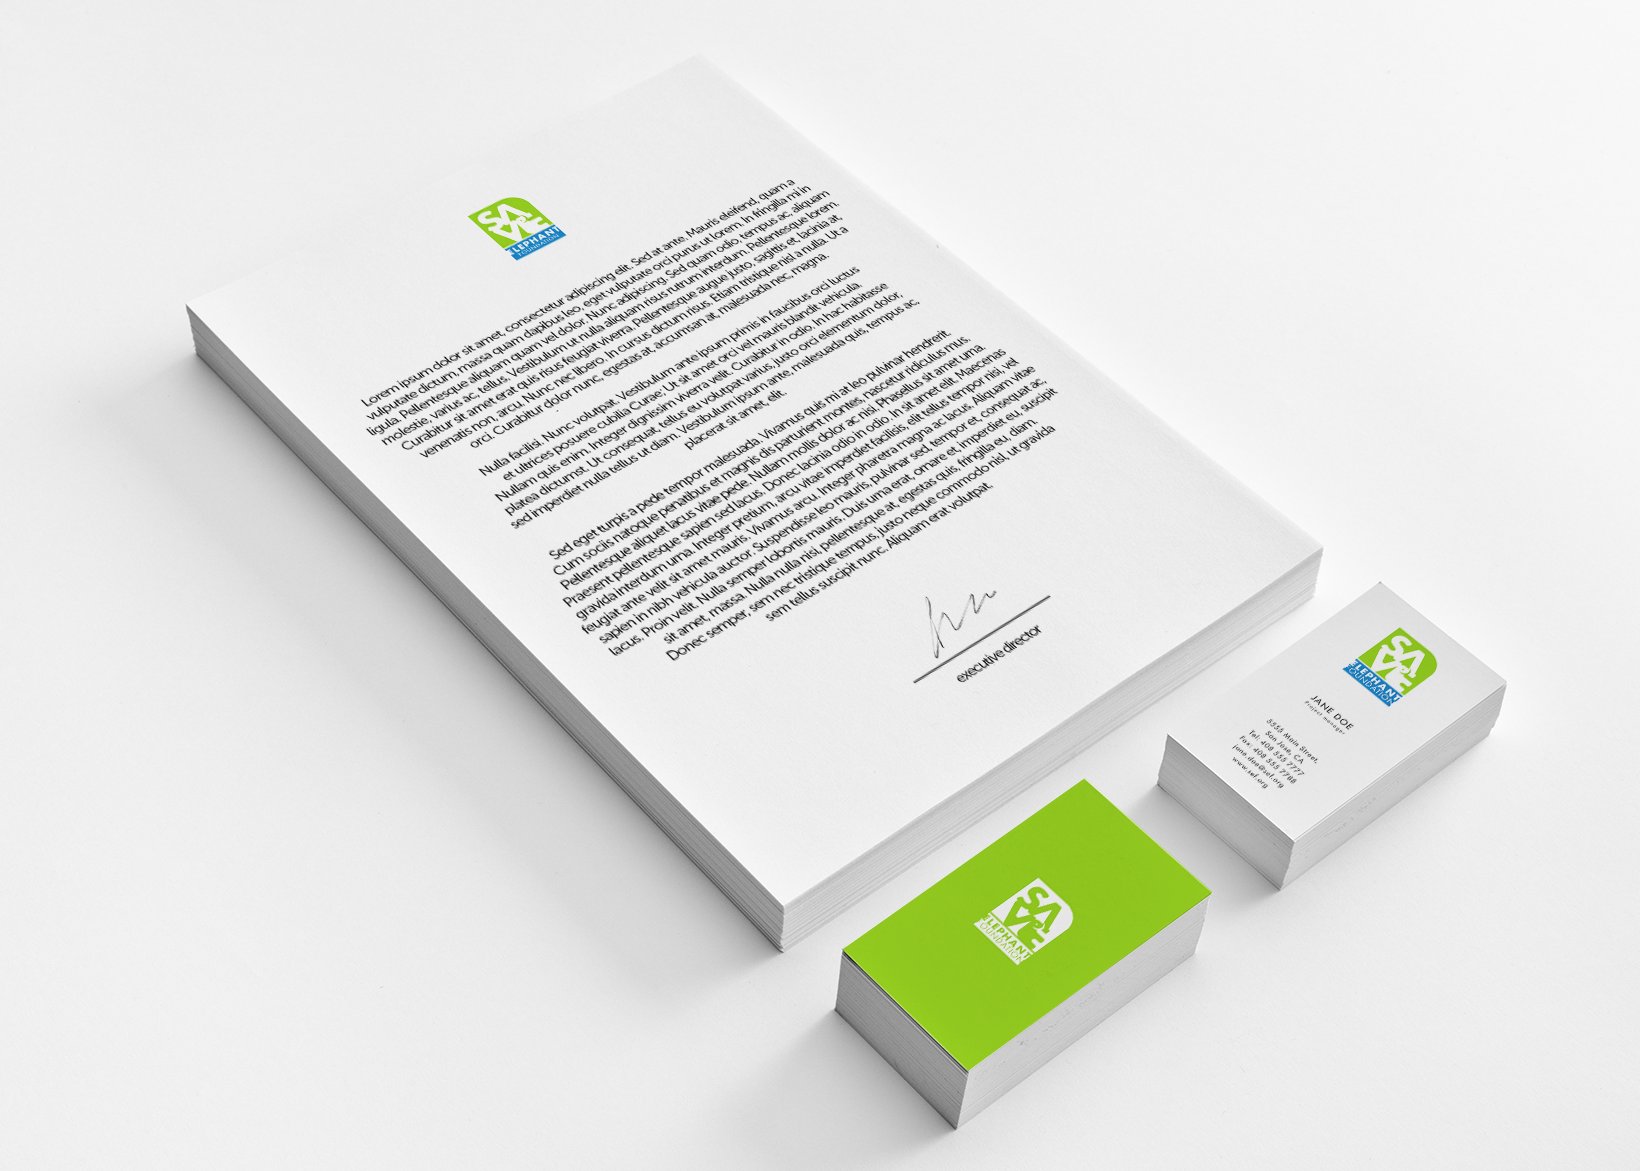 SAVE
ELEPHANT
FOUNDATION
Lorem ipsum dolor sit amet, consectetur adipiscing elit. Sed at ante. Mauris eleifend, quam a
vulputate dictum, massa quam dapibus leo, eget vulputate orci purus ut lorem. In fringilla mi in
ligula. Pellentesque aliquam quam vel dolor. Nunc adipiscing. Sed quam odio, tempus ac, aliquam
molestie, varius ac, tellus. Vestibulum ut nulla aliquam risus rutrum interdum. Pellentesque lorem.
Curabitur sit amet erat quis risus feugiat viverra. Pellentesque augue justo, sagittis et, lacinia at,
venenatis non, arcu. Nunc nec libero. In cursus dictum risus. Etiam tristique nisl a nulla. Ut a
orci. Curabitur dolor nunc, egestas at, accumsan at, malesuada nec, magna.
Nulla facilisi. Nunc volutpat. Vestibulum ante ipsum primis in faucibus orci luctus
et ultrices posuere cubilia Curae; Ut sit amet orci vel mauris blandit vehicula.
Nullam quis enim. Integer dignissim viverra velit. Curabitur in odio. In hac habitasse
platea dictumst. Ut consequat, tellus eu volutpat varius, justo orci elementum dolor,
sed imperdiet nulla tellus ut diam. Vestibulum ipsum ante, malesuada quis, tempus ac,
placerat sit amet, elit.
Sed eget turpis a pede tempor malesuada. Vivamus quis mi at leo pulvinar hendrerit.
Cum sociis natoque penatibus et magnis dis parturient montes, nascetur ridiculus mus.
Pellentesque aliquet lacus vitae pede. Nullam mollis dolor ac nisi. Phasellus sit amet urna.
Praesent pellentesque sapien sed lacus. Donec lacinia odio in odio. In sit amet elit. Maecenas
gravida interdum urna. Integer pretium, arcu vitae imperdiet facilisis, elit tellus tempor nisi, vel
feugiat ante velit sit amet mauris. Vivamus arcu. Integer pharetra magna ac lacus. Aliquam vitae
sapien in nibh vehicula auctor. Suspendisse leo mauris, pulvinar sed, tempor et, consequat ac,
lacus. Proin velit. Nulla semper lobortis mauris. Duis urna erat, ornare et, imperdiet eu, suscipit
sit amet, massa. Nulla nulla nisi, pellentesque at, egestas quis, fringilla eu, diam.
Donec semper, sem nec tristique tempus, justo neque commodo nisl, ut gravida
sem tellus suscipit nunc. Aliquam erat volutpat.
executive director
SAVE
ELEPHANT
FOUNDATION
JANE DOE
Project manager
5555 Main Street,
San Jose, CA
Tel: 408 555 7777
Fax: 408 555 7798
jane.doe@sef.org
www.sef.org
SAVE
ELEPHANT
FOUNDATION